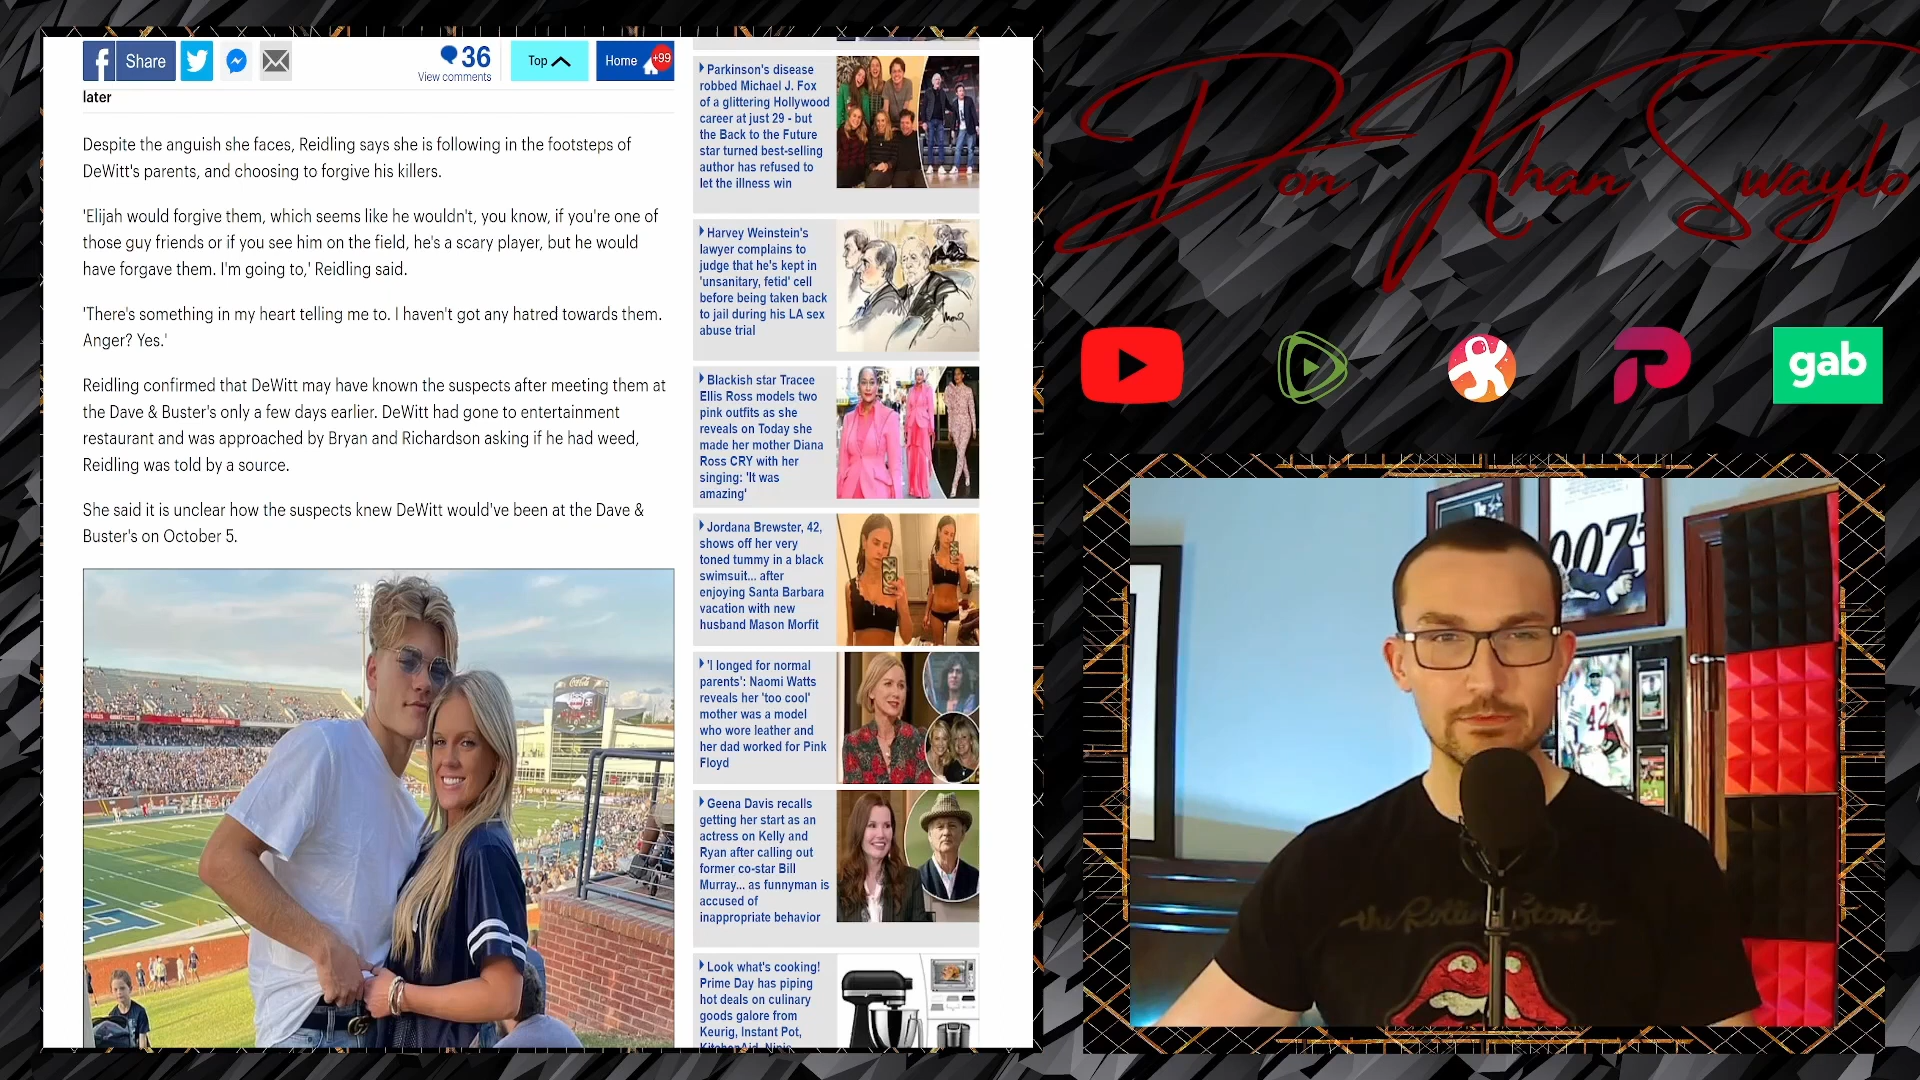 Share
36
View comments
Top
Home
+99
later
Despite the anguish she faces, Reidling says she is following in the footsteps of
DeWitt's parents, and choosing to forgive his killers.
'Elijah would forgive them, which seems like he wouldn't, you know, if you're one of
those guy friends or if you see him on the field, he's a scary player, but he would
have forgave them. I'm going to,' Reidling said.
'There's something in my heart telling me to. I haven't got any hatred towards them.
Anger? Yes.'
Reidling confirmed that DeWitt may have known the suspects after meeting them at
the Dave & Buster's only a few days earlier. DeWitt had gone to entertainment
restaurant and was approached by Bryan and Richardson asking if he had weed,
Reidling was told by a source.
She said it is unclear how the suspects knew DeWitt would've been at the Dave &
Buster's on October 5.
Coca-Cola
Parkinson's disease
robbed Michael J. Fox
of a glittering Hollywood
career at just 29 - but
the Back to the Future
star turned best-selling
author has refused to
let the illness win
Harvey Weinstein's
lawyer complains to
judge that he's kept in
'unsanitary, fetid' cell
before being taken back
to jail during his LA sex
abuse trial
Blackish star Tracee
Ellis Ross models two
pink outfits as she
reveals on Today she
made her mother Diana
Ross CRY with her
singing: 'It was
amazing'
Jordana Brewster, 42,
shows off her very
toned tummy in a black
swimsuit... after
enjoying Santa Barbara
vacation with new
husband Mason Morfit
'I longed for normal
parents': Naomi Watts
reveals her 'too cool'
mother was a model
who wore leather and
her dad worked for Pink
Floyd
Geena Davis recalls
getting her start as an
actress on Kelly and
Ryan after calling out
former co-star Bill
Murray... as funnyman is
accused of
inappropriate behavior
Look what's cooking!
Prime Day has piping
hot deals on culinary
goods galore from
Keurig, Instant Pot,
KitchenAid, Ninja
Don Khan Swaylo
gab
007
42
the Rolling Stones